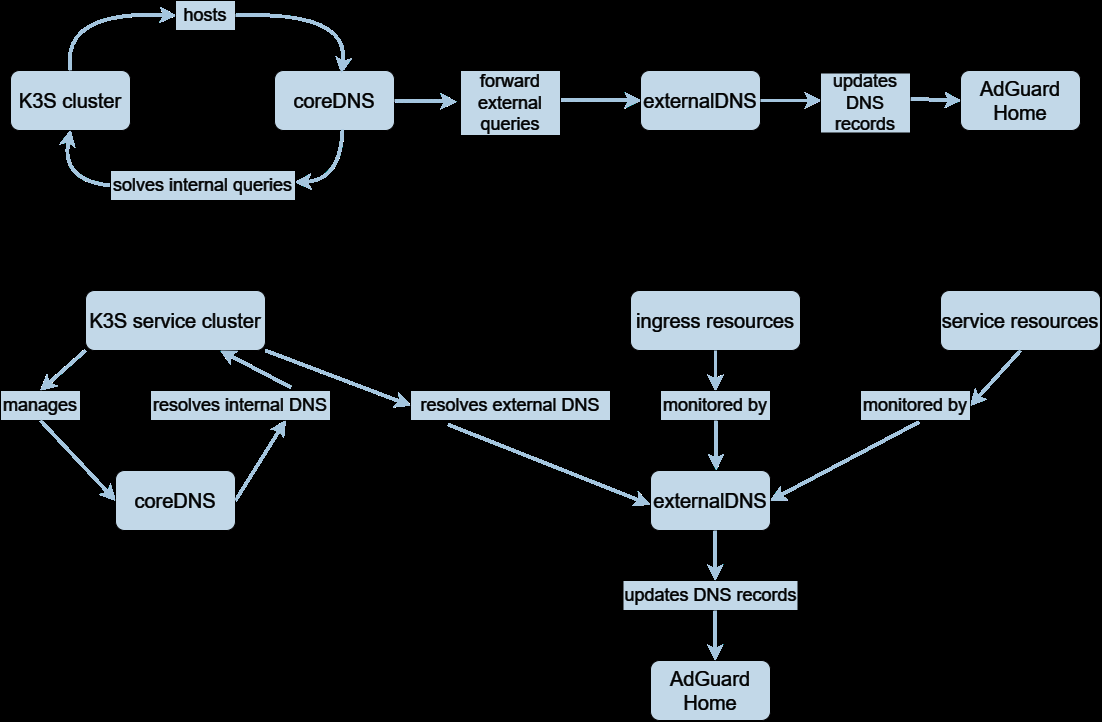 hosts
K3S cluster
coreDNS
forward
external
queries
externalDNS
updates
DNS
records
AdGuard
Home
solves internal queries
K3S service cluster
ingress resources
service resources
manages
resolves internal DNS
resolves external DNS
monitored by
monitored by
coreDNS
externalDNS
updates DNS records
AdGuard
Home